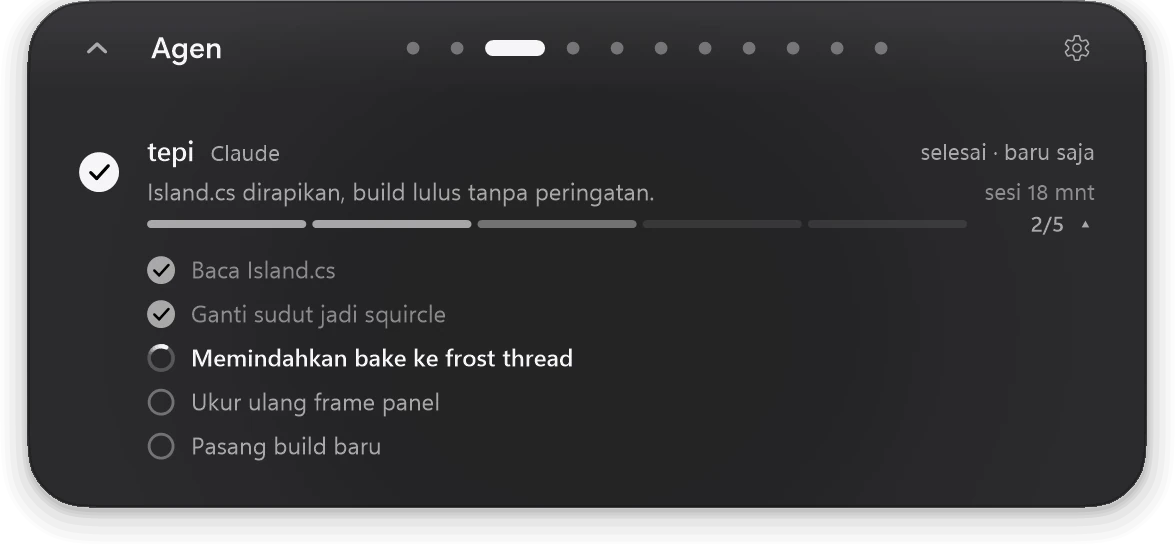 Agen
tepi Claude
selesai · baru saja
Island.cs dirapikan, build lulus tanpa peringatan.
sesi 18 mnt
2/5
Baca Island.cs
Ganti sudut jadi squircle
Memindahkan bake ke frost thread
Ukur ulang frame panel
Pasang build baru